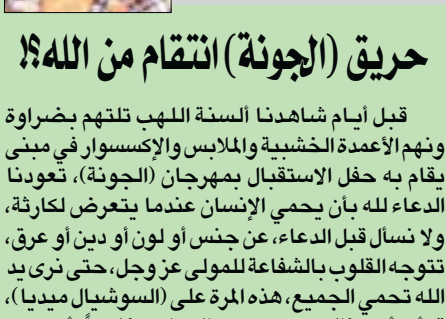 حريق (الجونة) انتقام من الله؟!
قبل أيام شاهدنا ألسنة اللهب تلتهم بضراوة
ونهم الأعمدة الخشبية والملابس والإكسسوار في مبنى
يقام به حفل الاستقبال بمهرجان (الجونة)، تعودنا
الدعاء لله بأن يحمي الإنسان عندما يتعرض لكارثة،
ولا نسأل قبل الدعاء، عن جنس أو لون أو دين أو عرق،
تتوجه القلوب بالشفاعة للمولى عز وجل، حتى نرى يد
الله تحمي الجميع، هذه المرة على (السوشيال ميديا)،